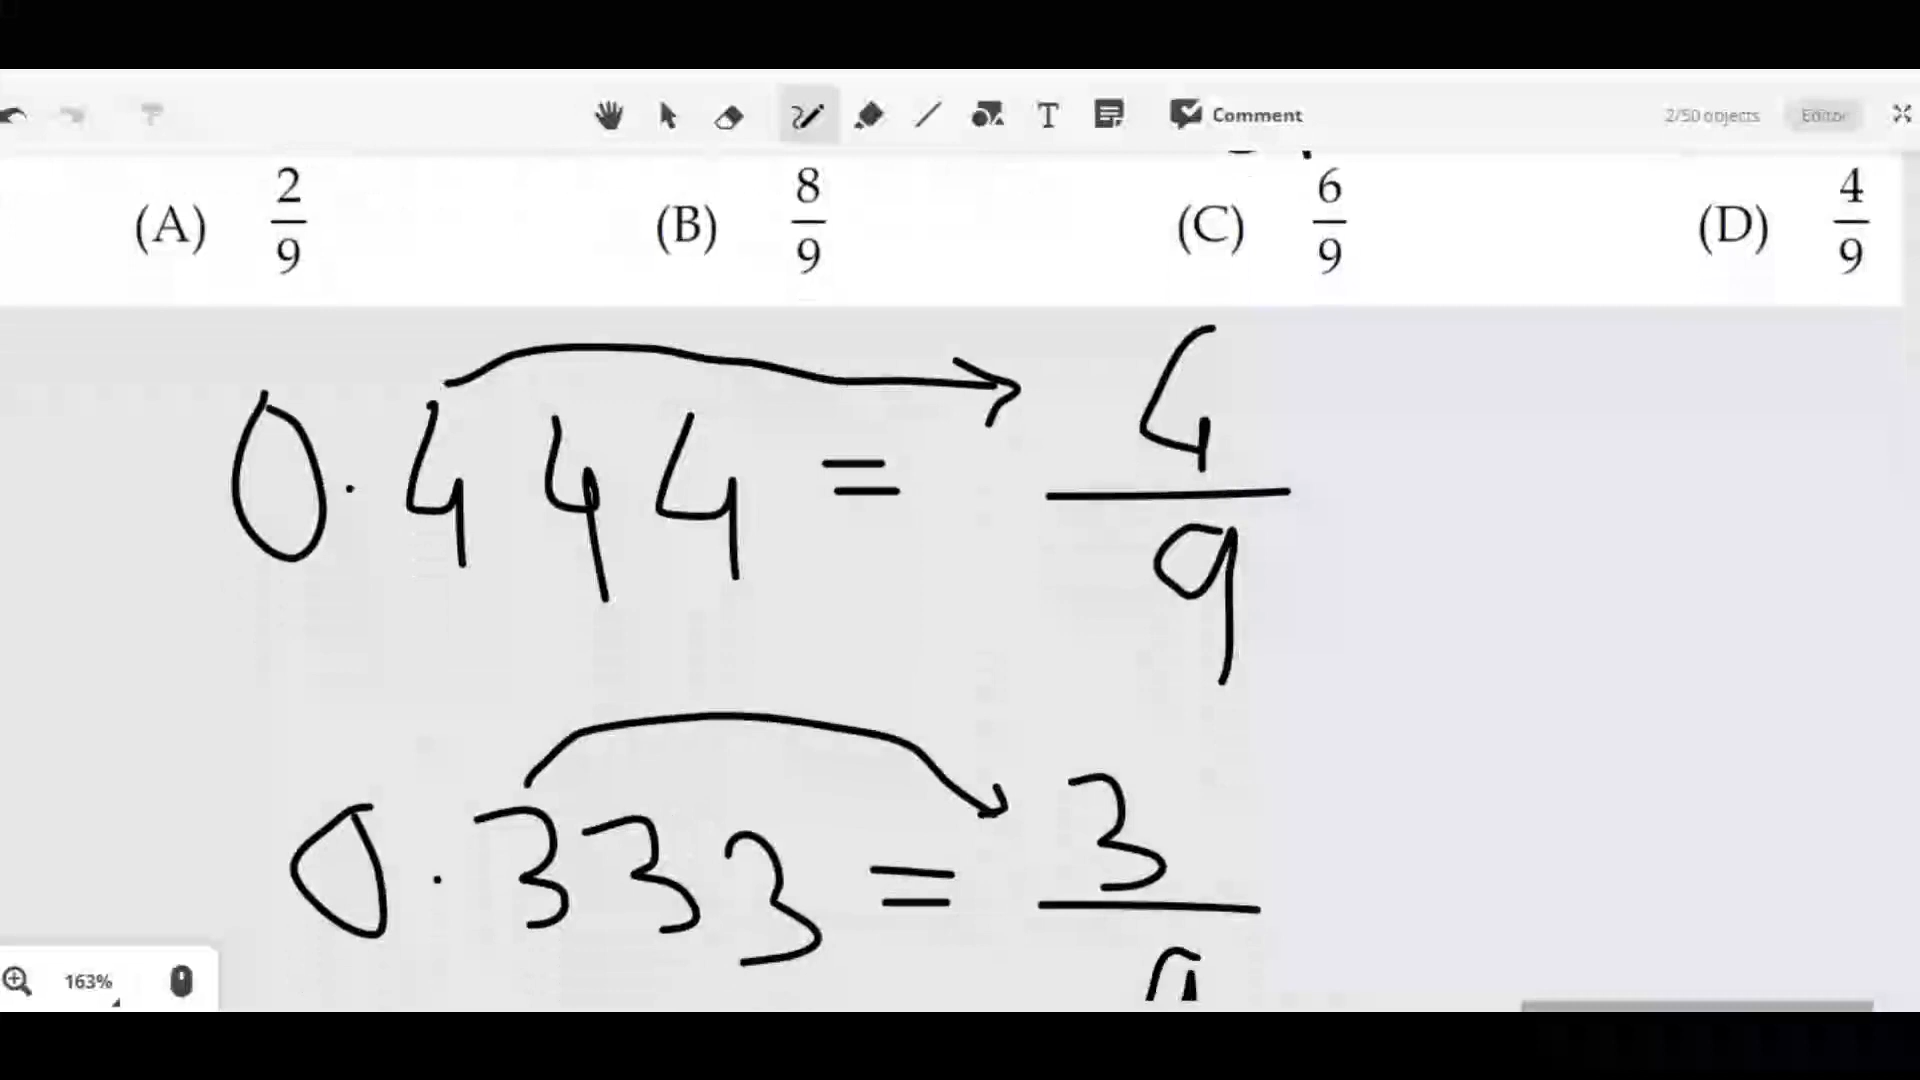 Comment 2/50 objects Editor
(A) 2/9 (B) 8/9 (C) 6/9 (D) 4/9
0.444 = 4/9
0.333 = 3/9
163%